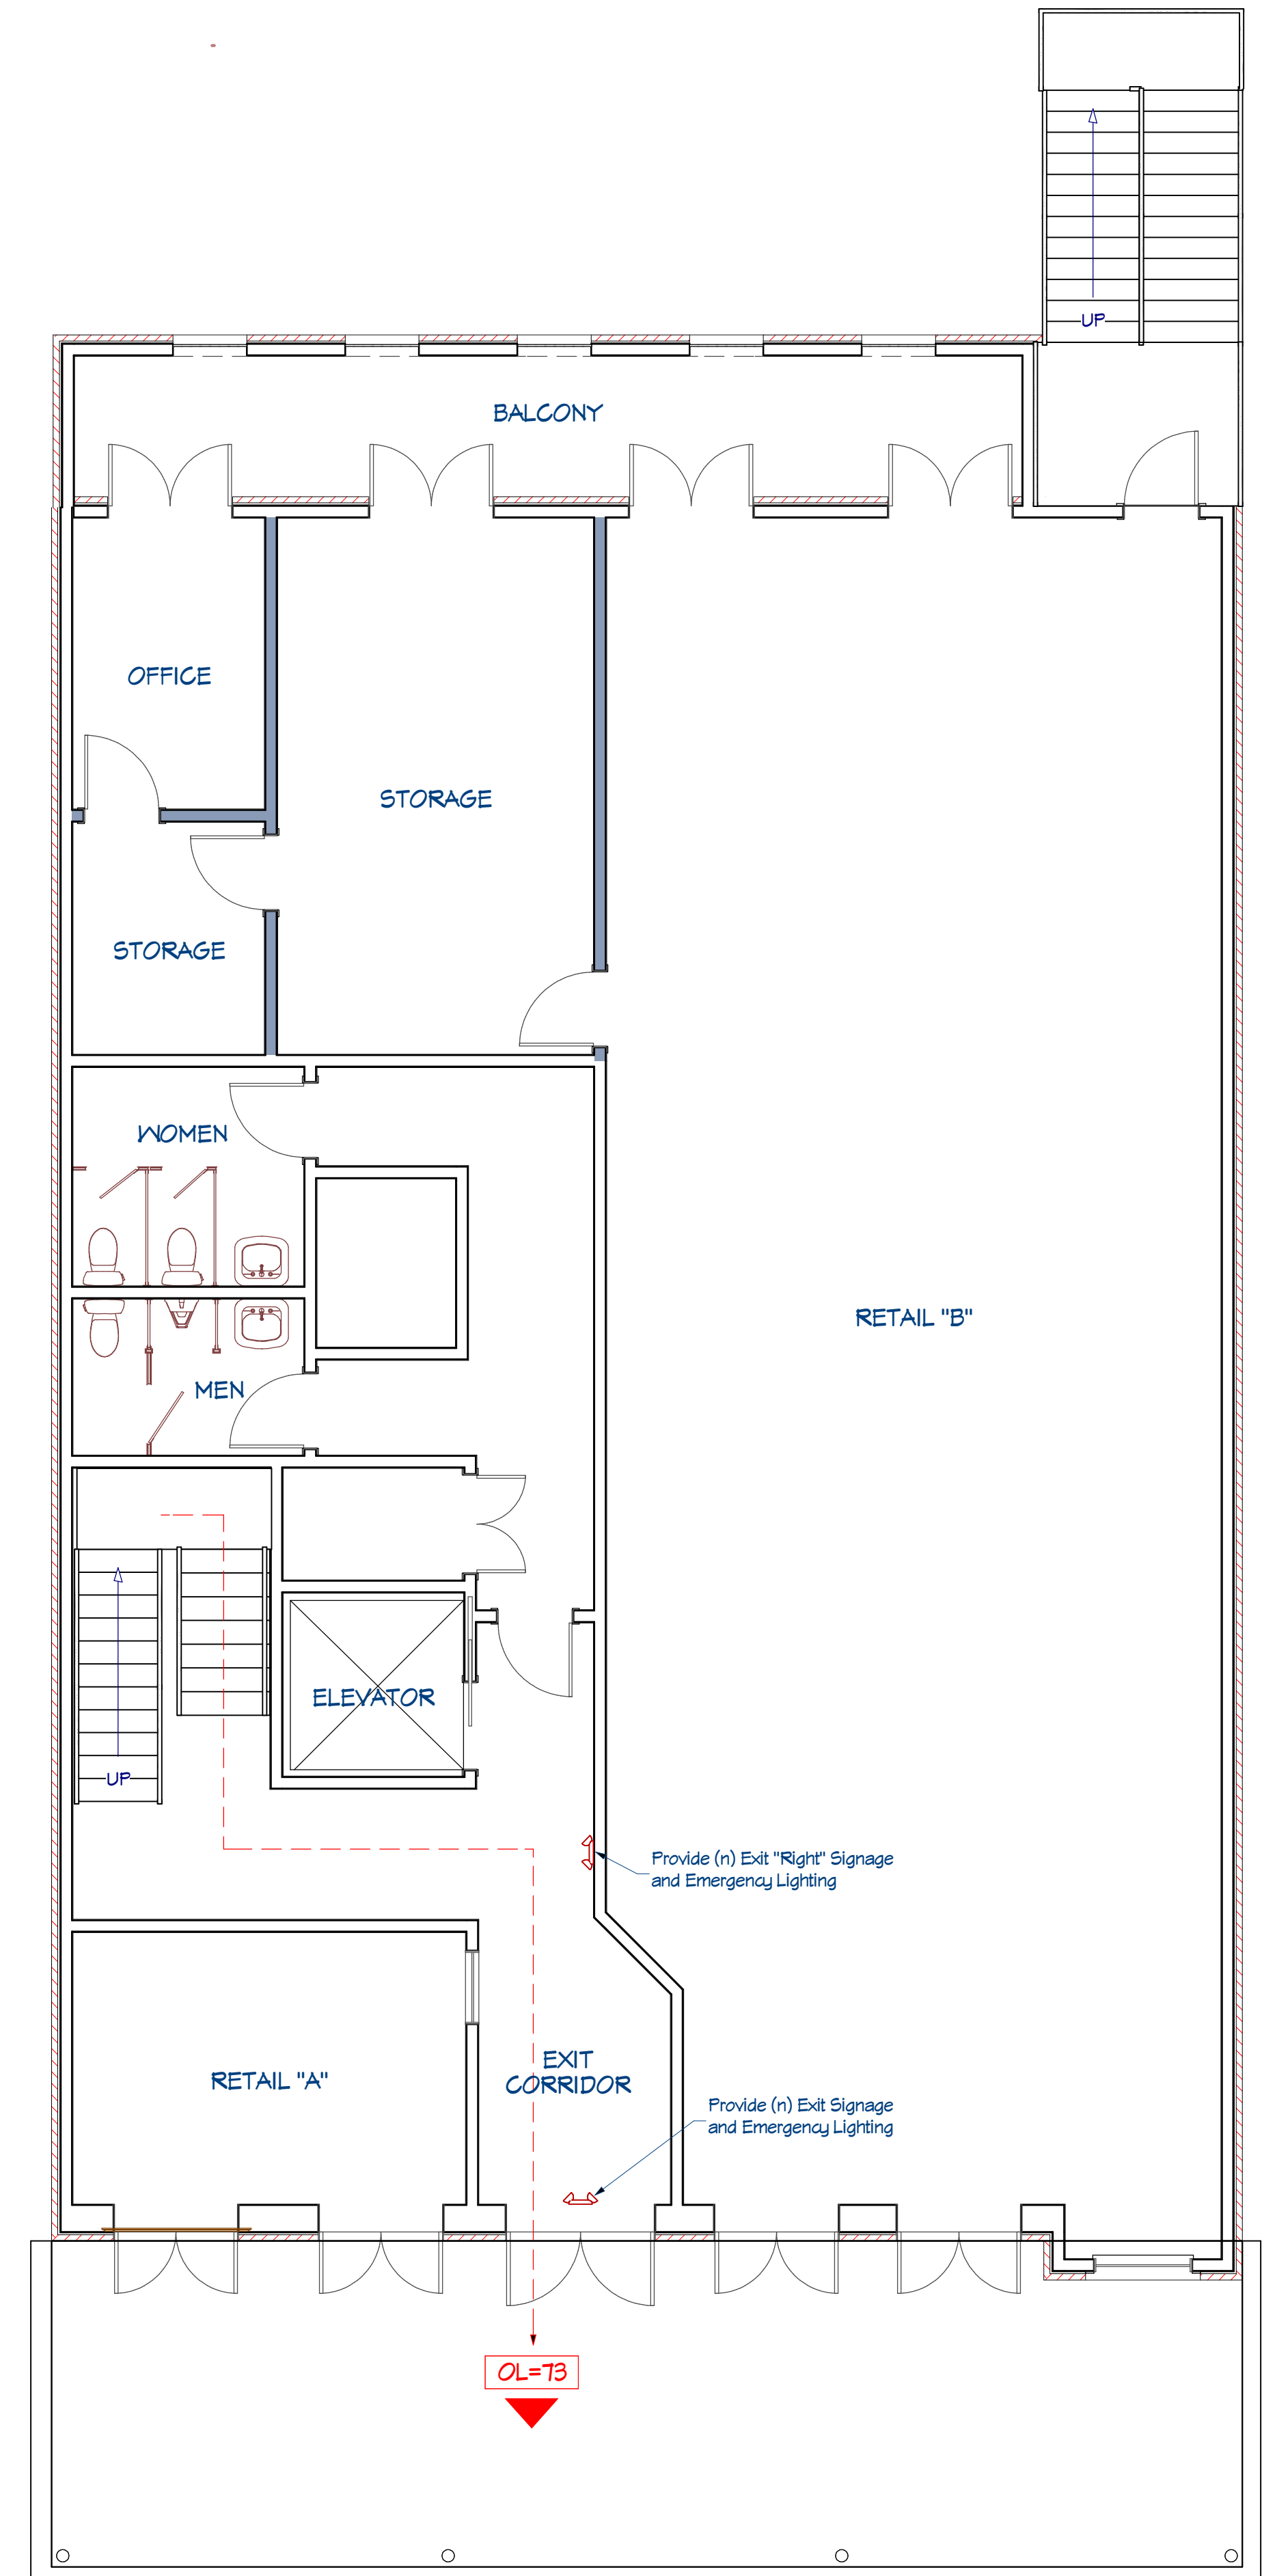 UP
BALCONY
OFFICE
STORAGE
STORAGE
WOMEN
RETAIL "B"
MEN
ELEVATOR
UP
Provide (n) Exit "Right" Signage
and Emergency Lighting
EXIT
CORRIDOR
RETAIL "A"
Provide (n) Exit Signage
and Emergency Lighting
OL=73